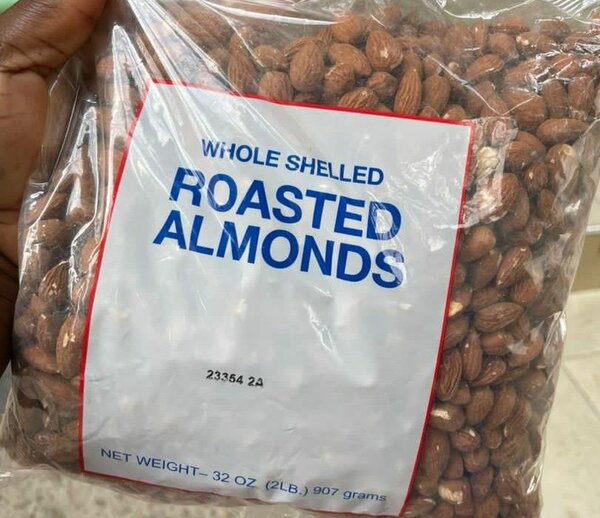 WHOLE SHELLED
ROASTED
ALMONDS
23354 2A
NET WEIGHT– 32 OZ. (2LB.) 907 grams